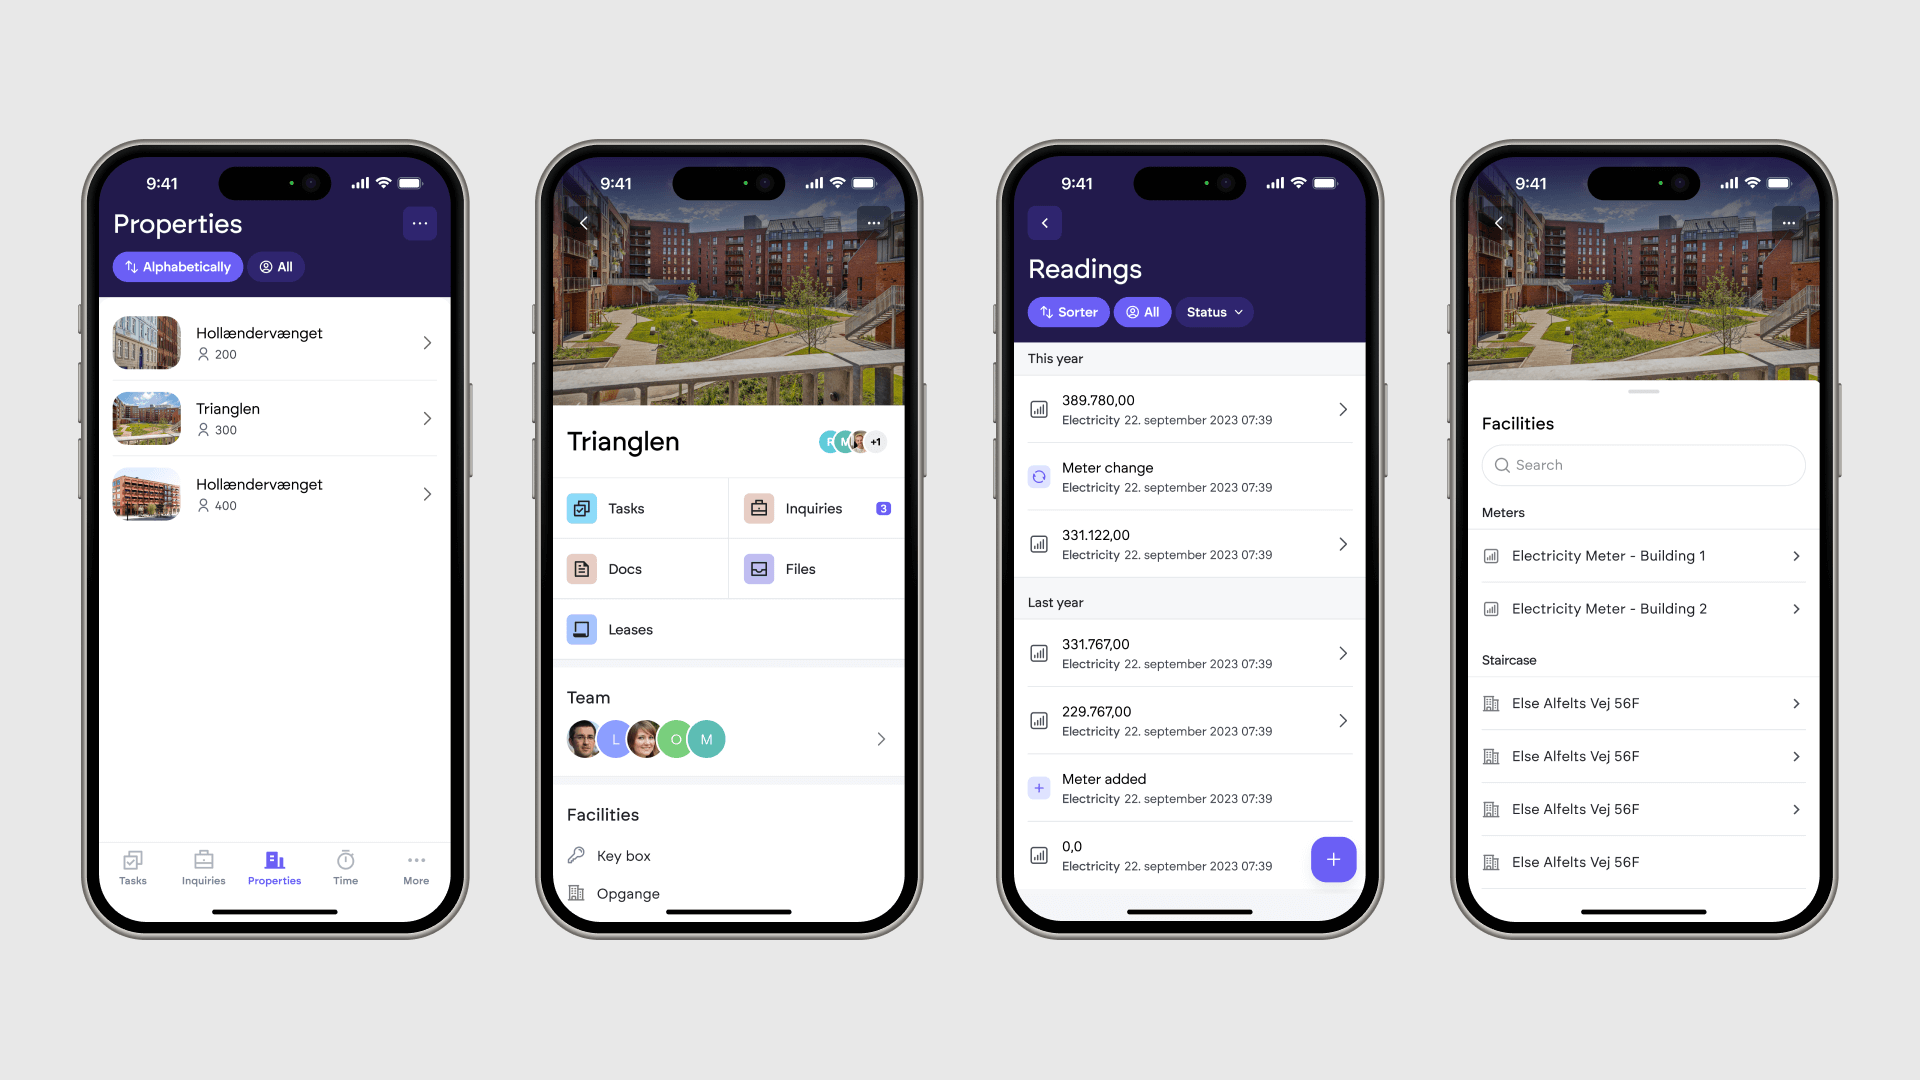 9:41
Properties
Alphabetically
All
Hollændervænget
200
Trianglen
300
Hollændervænget
400
Tasks
Inquiries
Properties
Time
More
9:41
Trianglen
R
M
+1
Tasks
Inquiries
3
Docs
Files
Leases
Team
L
O
M
Facilities
Key box
Opgange
9:41
Readings
Sorter
All
Status
This year
389.780,00
Electricity 22. september 2023 07:39
Meter change
Electricity 22. september 2023 07:39
331.122,00
Electricity 22. september 2023 07:39
Last year
331.767,00
Electricity 22. september 2023 07:39
229.767,00
Electricity 22. september 2023 07:39
Meter added
Electricity 22. september 2023 07:39
0,0
Electricity 22. september 2023 07:39
9:41
Facilities
Search
Meters
Electricity Meter - Building 1
Electricity Meter - Building 2
Staircase
Else Alfelts Vej 56F
Else Alfelts Vej 56F
Else Alfelts Vej 56F
Else Alfelts Vej 56F